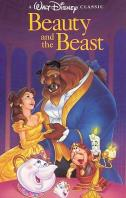 A WALT DISNEY CLASSIC
Beauty
and the Beast